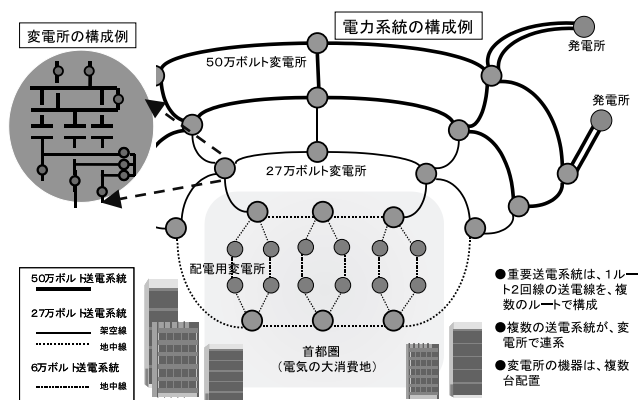 変電所の構成例
電力系統の構成例
発電所
50万ボルト変電所
発電所
27万ボルト変電所
配電用変電所
50万ボルト送電系統
27万ボルト送電系統
架空線
地中線
6万ボルト送電系統
地中線
首都圏
（電気の大消費地）
●重要送電系統は、1ルー
ト2回線の送電線を、複
数のルートで構成
●複数の送電系統が、変
電所で連系
●変電所の機器は、複数
台配置